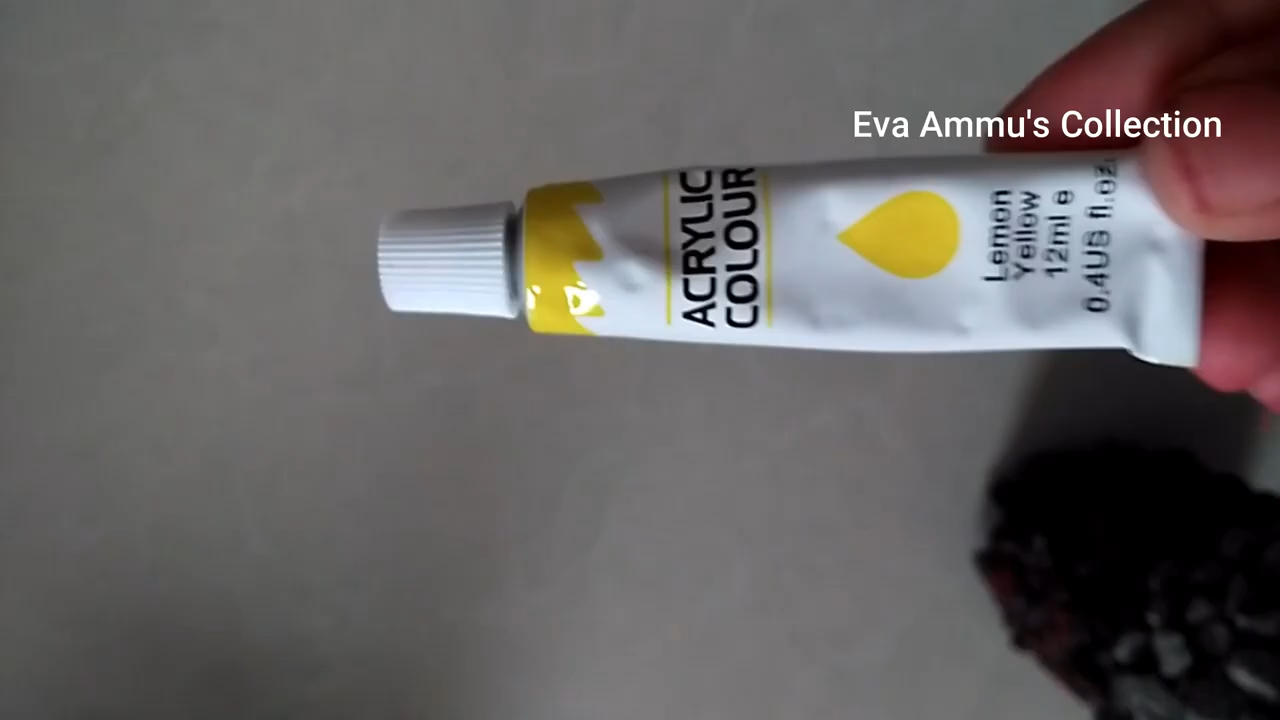 Eva Ammu's Collection
ACRYLIC
COLOUR
Lemon
Yellow
12ml e
0.4US fl.oz.